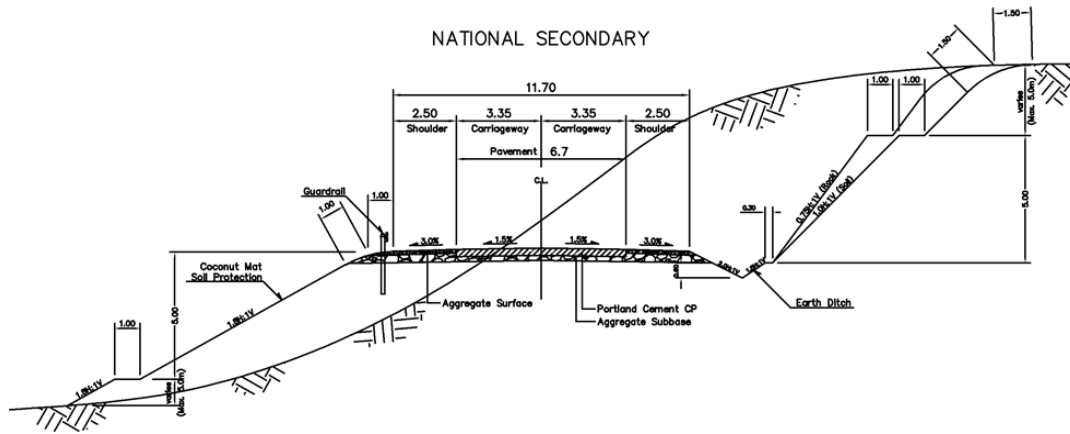 NATIONAL SECONDARY
1.50
1.50
1.00 1.00
varies
(Max. 5.0m)
11.70
2.50 3.35 3.35 2.50
Shoulder Carriageway Carriageway Shoulder
Pavement 6.7
C.L.
Guardrail
1.00
1.00
0.75H:1V (Rock)
1.0H:1V (Soil)
5.00
0.30
3.0% 1.5% 1.5% 3.0%
Coconut Mat
Soil Protection
0.60
Aggregate Surface
Portland Cement CP
Aggregate Subbase
Earth Ditch
1.5H:1V
5.00
1.00
1.5H:1V
varies
(Max. 5.0m)